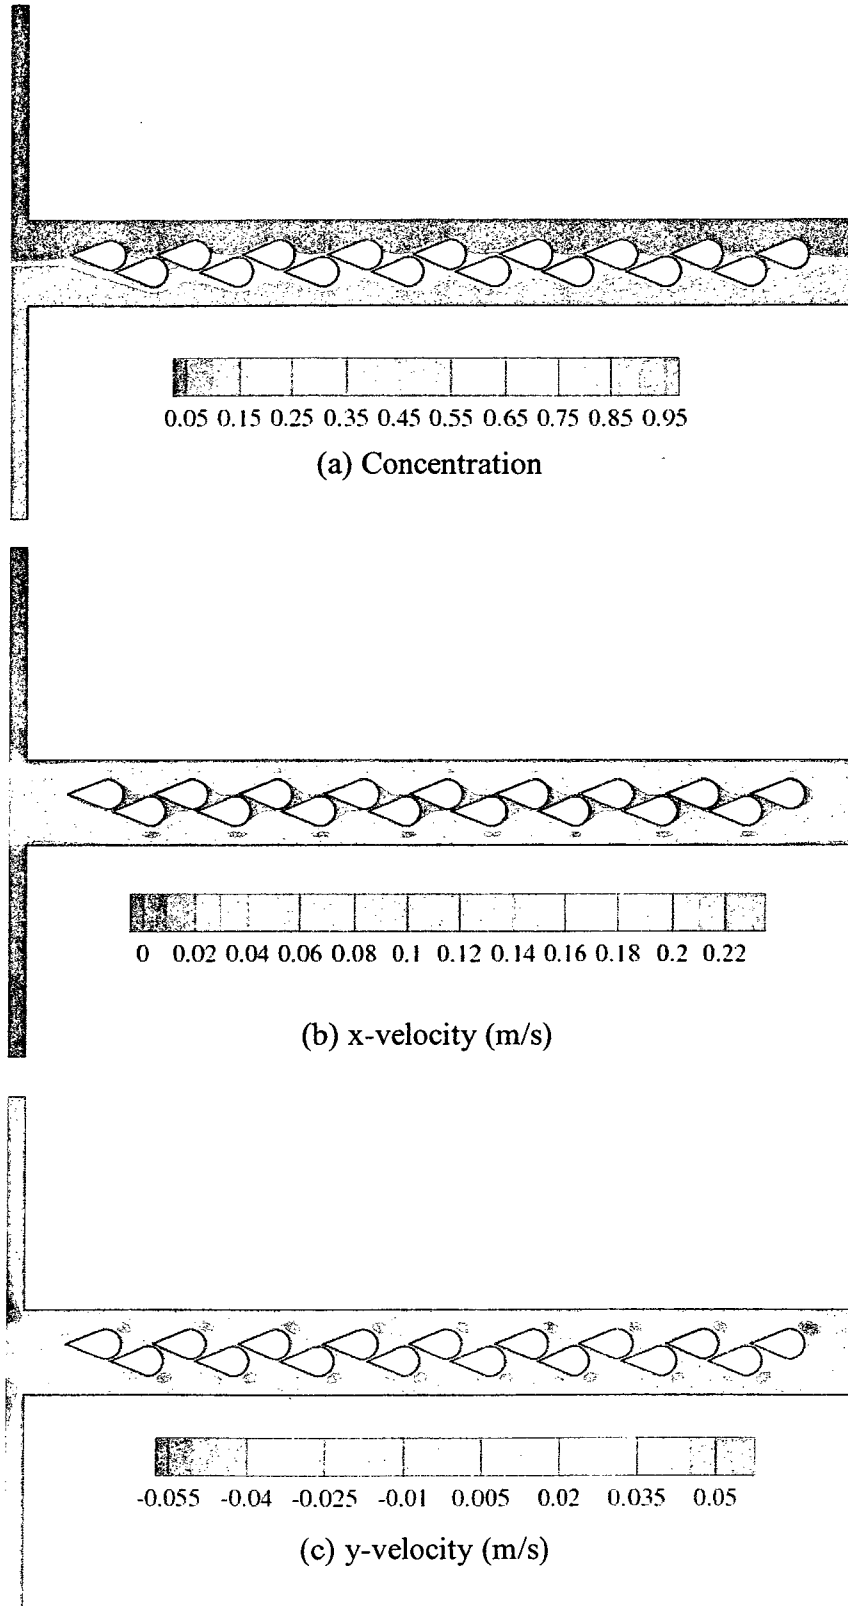 0.05 0.15 0.25 0.35 0.45 0.55 0.65 0.75 0.85 0.95
(a) Concentration
0 0.02 0.04 0.06 0.08 0.1 0.12 0.14 0.16 0.18 0.2 0.22
(b) x-velocity (m/s)
-0.055 -0.04 -0.025 -0.01 0.005 0.02 0.035 0.05
(c) y-velocity (m/s)